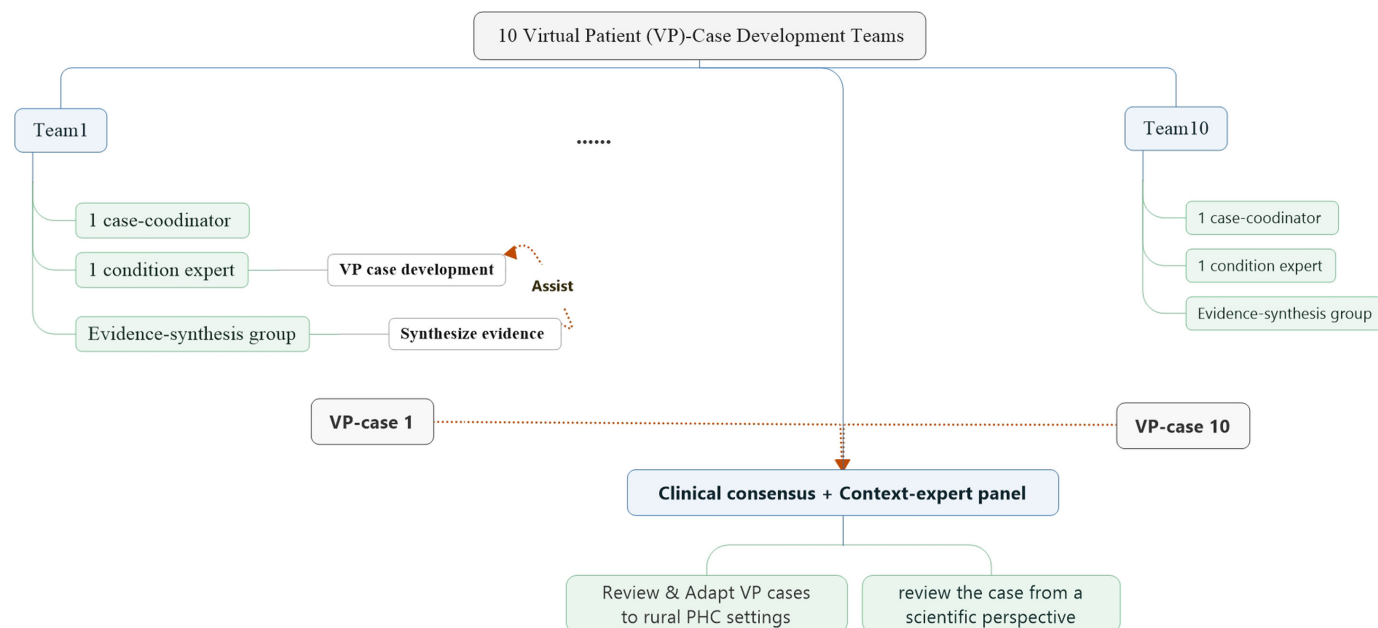 10 Virtual Patient (VP)-Case Development Teams
Team1
......
Team10
1 case-coodinator
1 condition expert
VP case development
Assist
Evidence-synthesis group
Synthesize evidence
1 case-coodinator
1 condition expert
Evidence-synthesis group
VP-case 1
VP-case 10
Clinical consensus + Context-expert panel
Review & Adapt VP cases
to rural PHC settings
review the case from a
scientific perspective